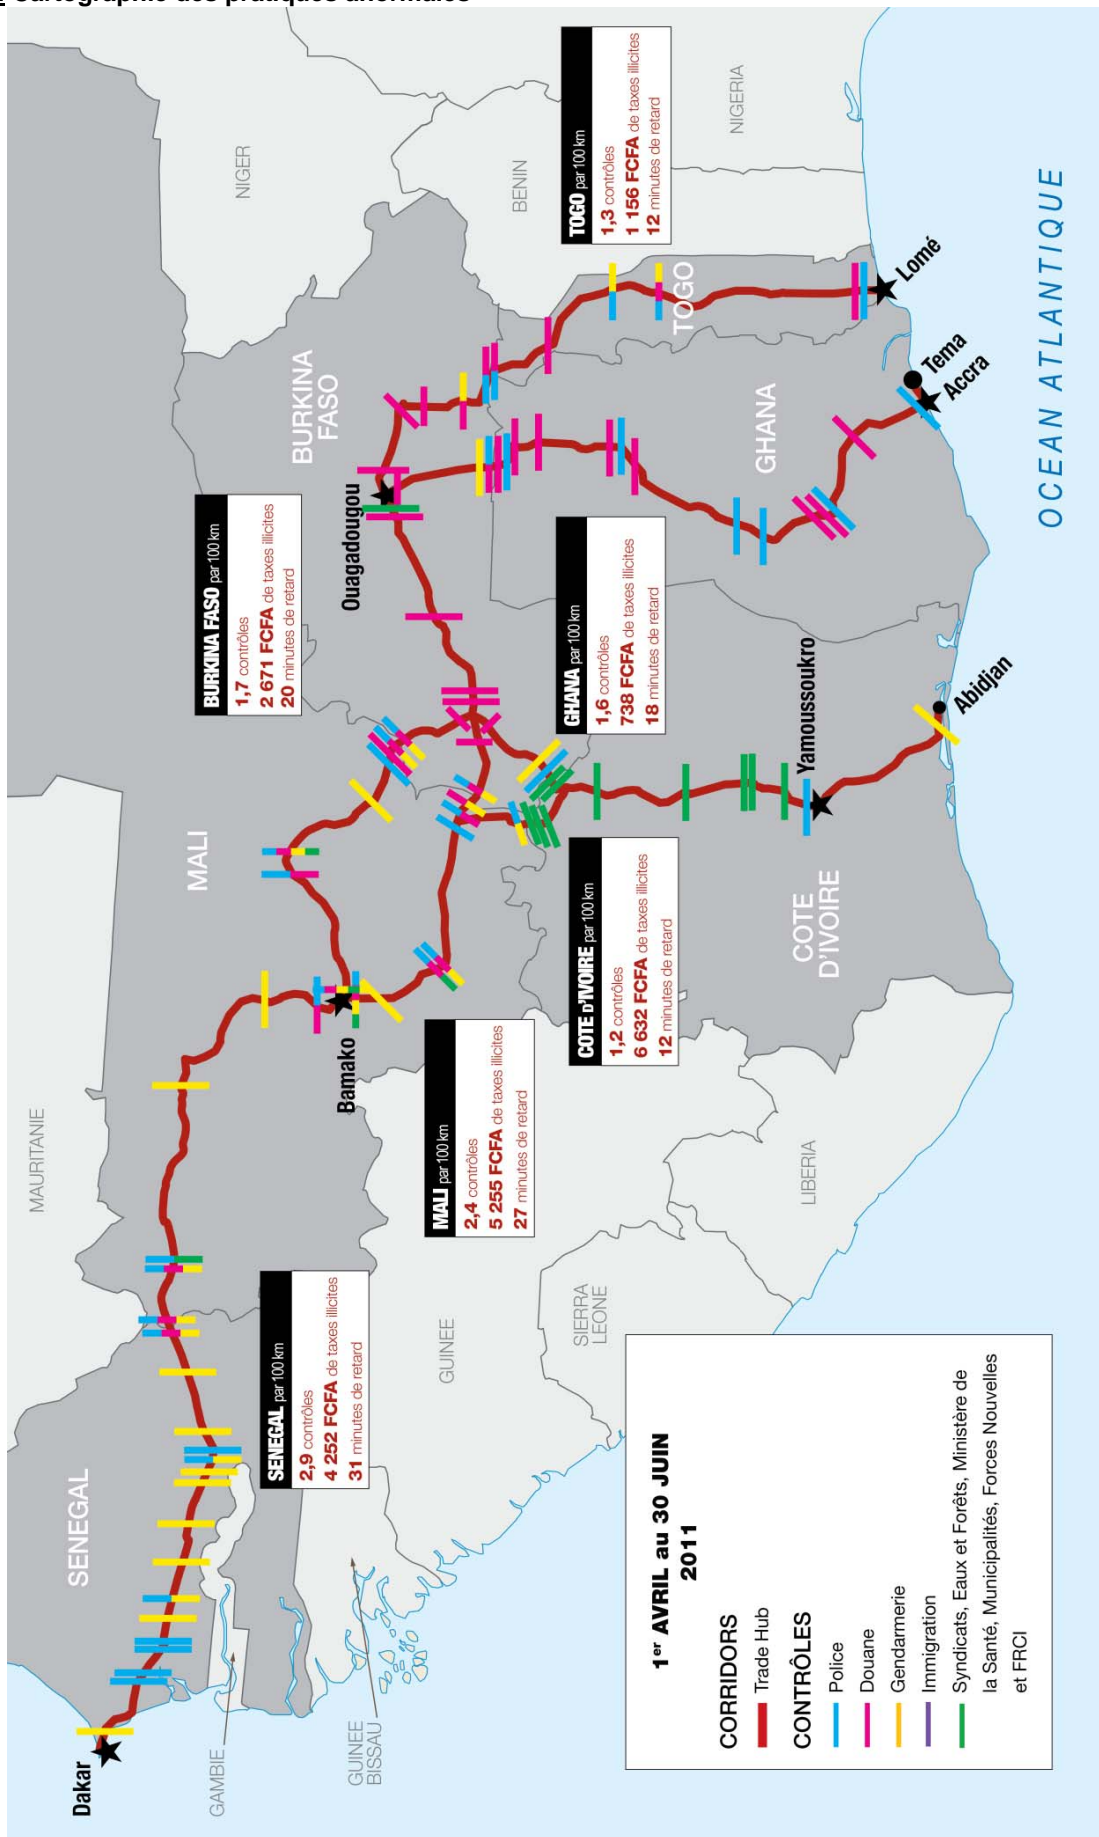 Cartographie des pratiques anormales
SENEGAL
MALI
BURKINA
FASO
GHANA
TOGO
COTE
D'IVOIRE
MAURITANIE
NIGER
BENIN
NIGERIA
GAMBIE
GUINEE
BISSAU
GUINEE
SIERRA
LEONE
LIBERIA
Dakar
Bamako
Ouagadougou
Yamoussoukro
Abidjan
Tema
Accra
Lomé
OCEAN ATLANTIQUE
SENEGAL par 100 km
2,9 contrôles
4 252 FCFA de taxes illicites
31 minutes de retard
MALI par 100 km
2,4 contrôles
5 255 FCFA de taxes illicites
27 minutes de retard
BURKINA FASO par 100 km
1,7 contrôles
2 671 FCFA de taxes illicites
20 minutes de retard
COTE D'IVOIRE par 100 km
1,2 contrôles
6 632 FCFA de taxes illicites
12 minutes de retard
GHANA par 100 km
1,6 contrôles
738 FCFA de taxes illicites
18 minutes de retard
TOGO par 100 km
1,3 contrôles
1 156 FCFA de taxes illicites
12 minutes de retard
1er AVRIL au 30 JUIN
2011
CORRIDORS
Trade Hub
CONTRÔLES
Police
Douane
Gendarmerie
Immigration
Syndicats, Eaux et Forêts, Ministère de
la Santé, Municipalités, Forces Nouvelles
et FRCI